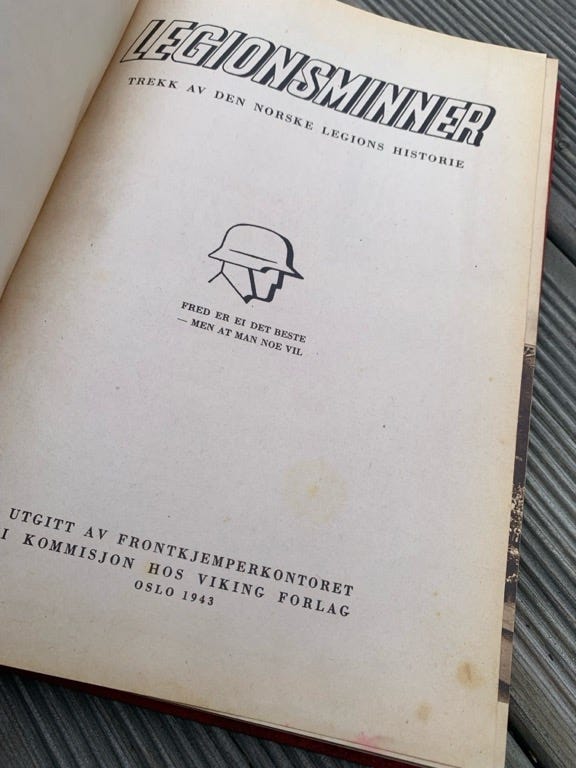 LEGIONSMINNER
TREKK AV DEN NORSKE LEGIONS HISTORIE
FRED ER EI DET BESTE
— MEN AT MAN NOE VIL
UTGITT AV FRONTKJEMPERKONTORET
I KOMMISJON HOS VIKING FORLAG
OSLO 1943